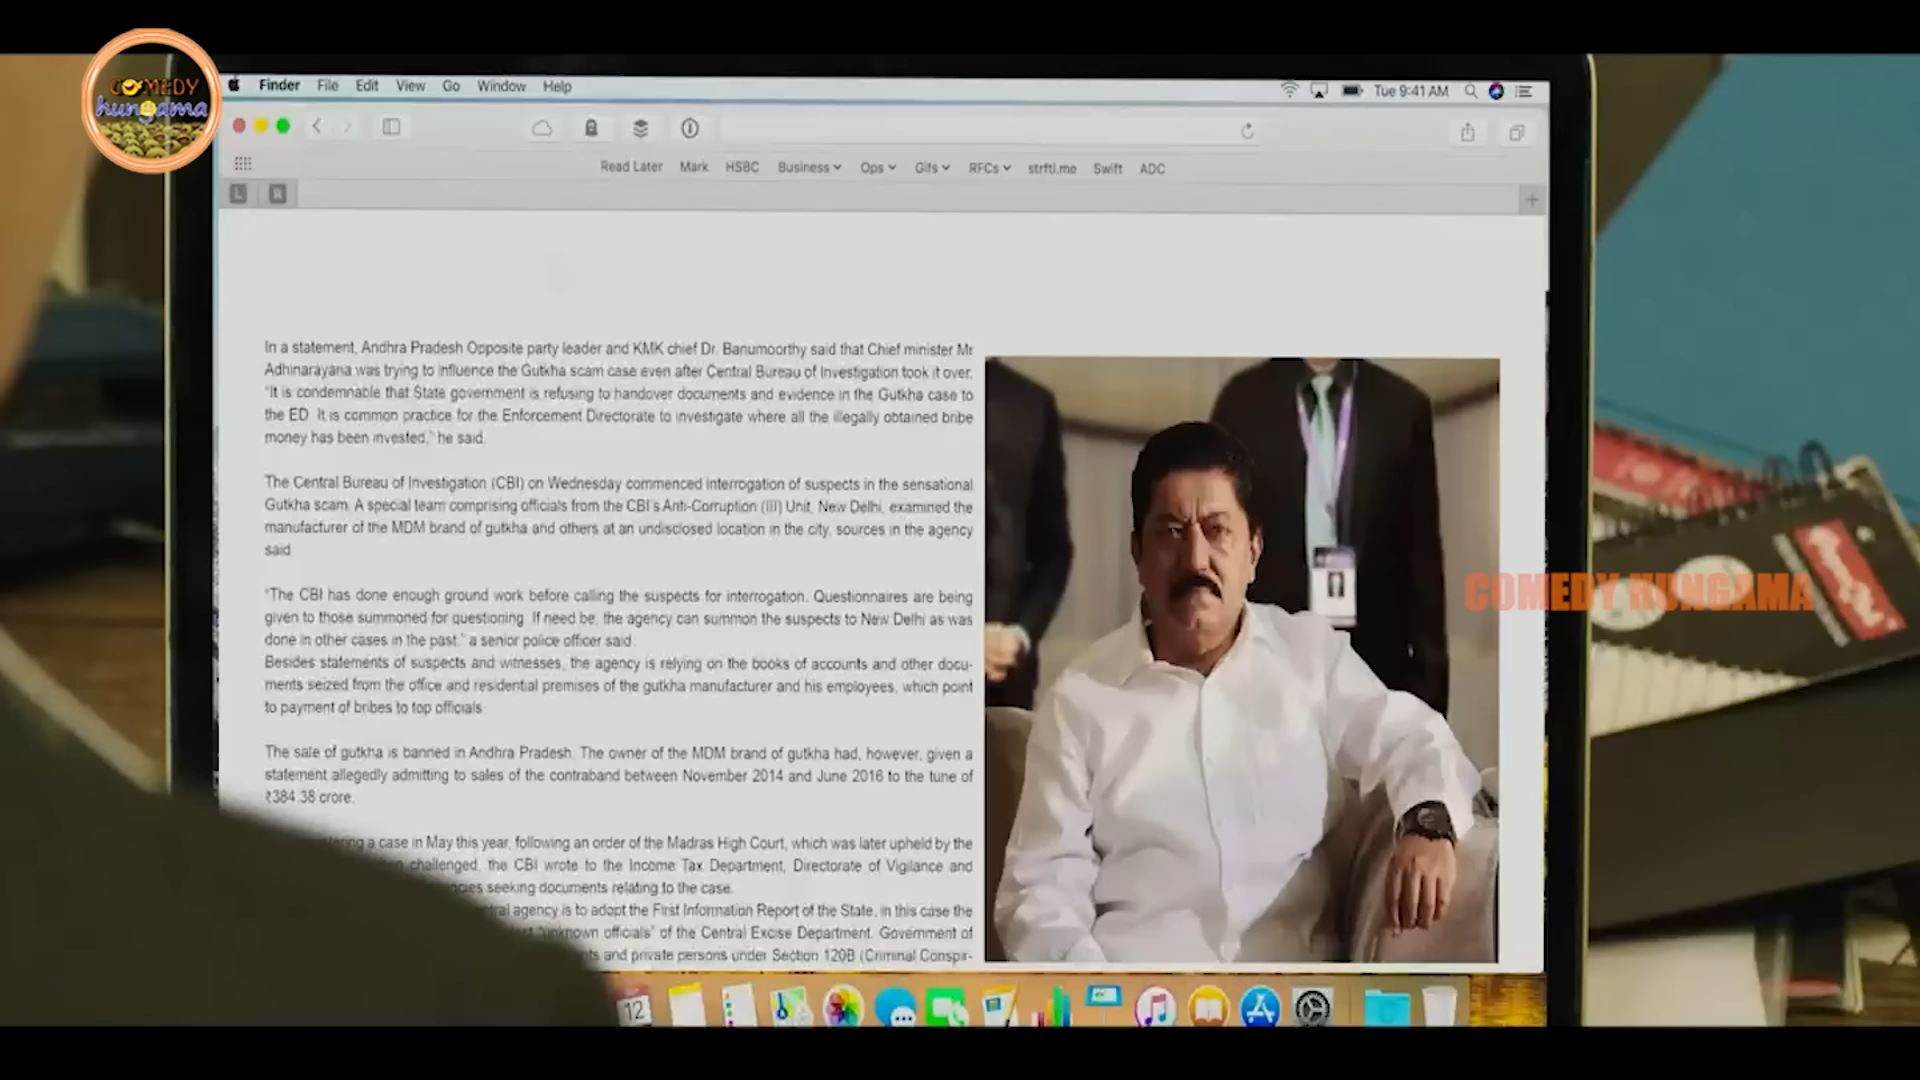 COMEDY
hungama
Finder File Edit View Go Window Help
Tue 9:41 AM
Read Later Mark HSBC Business Ops Gifs RFCs strfti.me Swift ADC
L R
In a statement, Andhra Pradesh Opposite party leader and KMK chief Dr. Banumoorthy said that Chief minister Mr
Adhinarayana was trying to influence the Gutkha scam case even after Central Bureau of Investigation took it over.
“It is condemnable that State government is refusing to handover documents and evidence in the Gutkha case to
the ED. It is common practice for the Enforcement Directorate to investigate where all the illegally obtained bribe
money has been invested,” he said.
The Central Bureau of Investigation (CBI) on Wednesday commenced interrogation of suspects in the sensational
Gutkha scam. A special team comprising officials from the CBI’s Anti-Corruption (III) Unit, New Delhi, examined the
manufacturer of the MDM brand of gutkha and others at an undisclosed location in the city, sources in the agency
said.
“The CBI has done enough ground work before calling the suspects for interrogation. Questionnaires are being
given to those summoned for questioning. If need be, the agency can summon the suspects to New Delhi as was
done in other cases in the past,” a senior police officer said.
Besides statements of suspects and witnesses, the agency is relying on the books of accounts and other docu-
ments seized from the office and residential premises of the gutkha manufacturer and his employees, which point
to payment of bribes to top officials.
The sale of gutkha is banned in Andhra Pradesh. The owner of the MDM brand of gutkha had, however, given a
statement allegedly admitting to sales of the contraband between November 2014 and June 2016 to the tune of
₹384.38 crore.
a case in May this year, following an order of the Madras High Court, which was later upheld by the
challenged, the CBI wrote to the Income Tax Department, Directorate of Vigilance and
seeking documents relating to the case.
agency is to adopt the First Information Report of the State, in this case the
“unknown officials” of the Central Excise Department, Government of
and private persons under Section 120B (Criminal Conspir-
COMEDY HUNGAMA
12